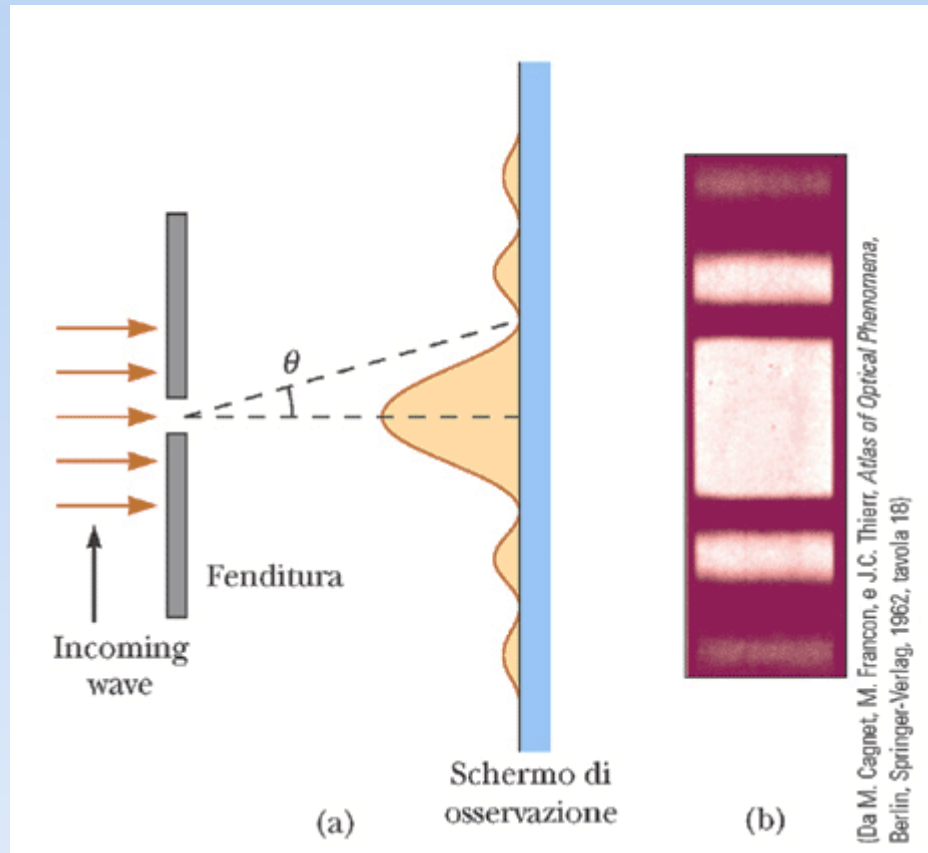 θ
Fenditura
Incoming
wave
Schermo di
osservazione
(a)
(b)
(Da M. Cagnet, M. Francon, e J.C. Thierr, Atlas of Optical Phenomena,
Berlin, Springer-Verlag, 1962, tavola 18)